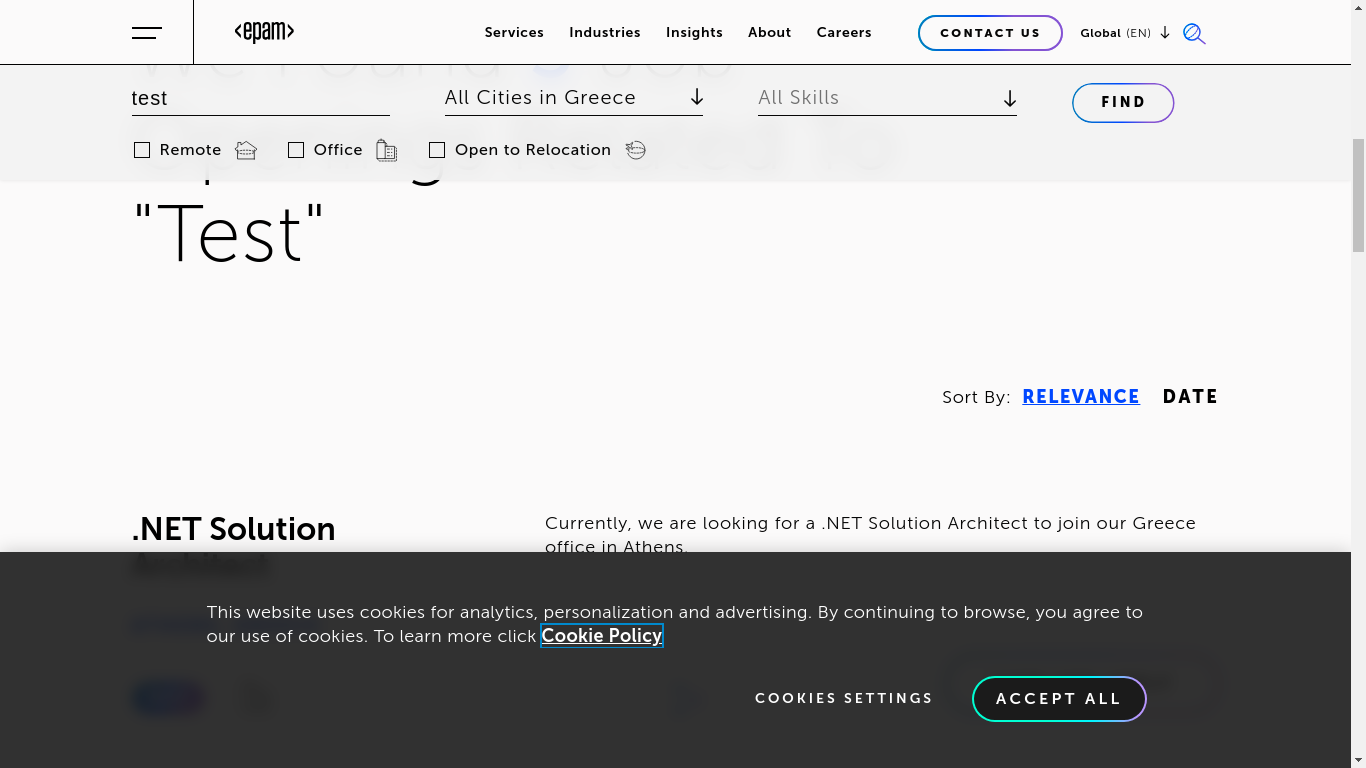 <epam>
Services Industries Insights About Careers CONTACT US Global (EN)
test All Cities in Greece All Skills FIND
Remote Office Open to Relocation
"Test"
Sort By: RELEVANCE DATE
.NET Solution
Architect
Currently, we are looking for a .NET Solution Architect to join our Greece
office in Athens.
This website uses cookies for analytics, personalization and advertising. By continuing to browse, you agree to
our use of cookies. To learn more click Cookie Policy
COOKIES SETTINGS ACCEPT ALL